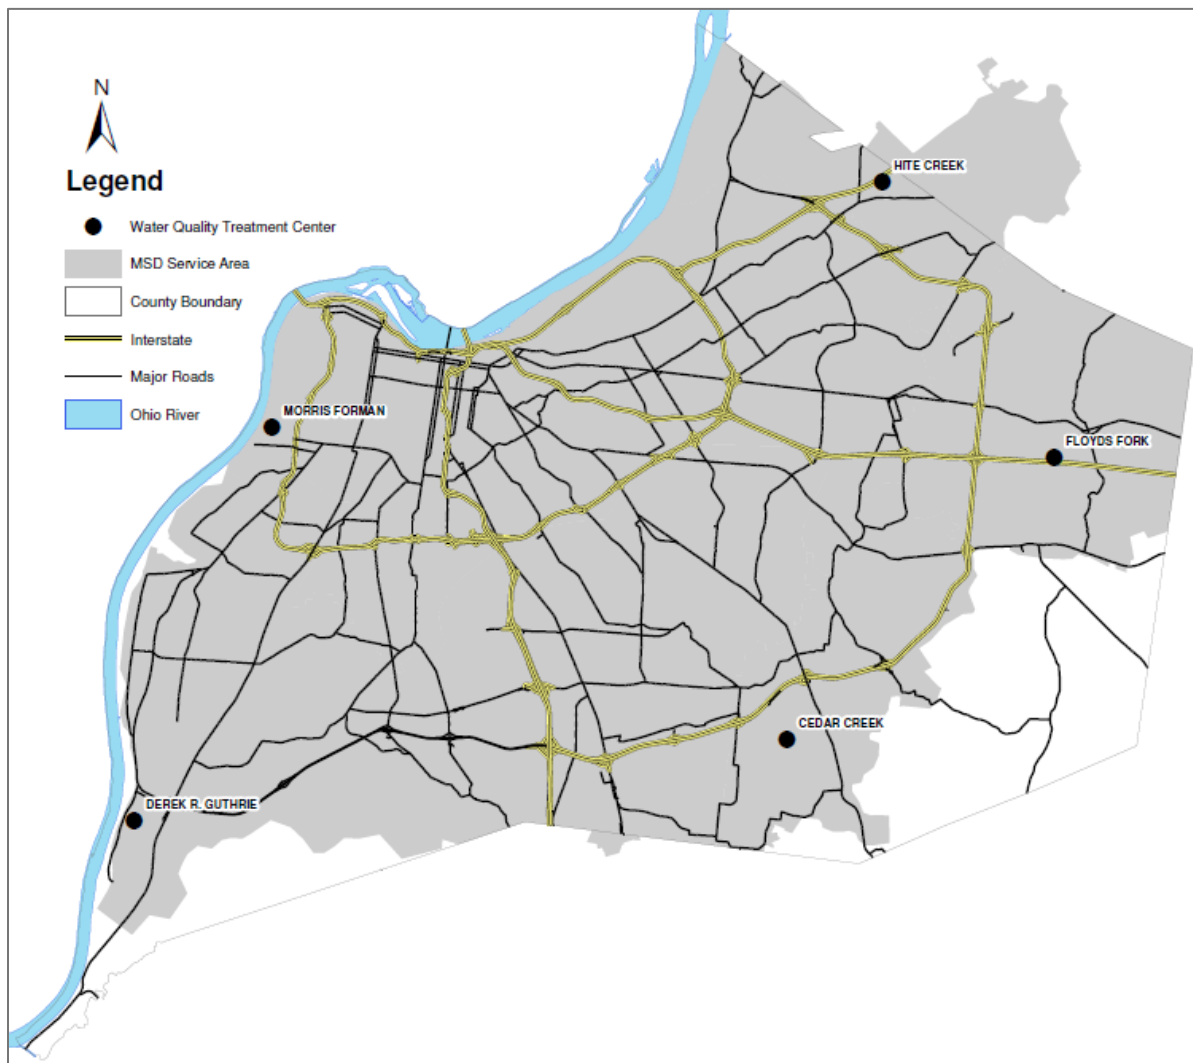 N
Legend
Water Quality Treatment Center
MSD Service Area
County Boundary
Interstate
Major Roads
Ohio River
HITE CREEK
MORRIS FORMAN
FLOYDS FORK
CEDAR CREEK
DEREK R. GUTHRIE